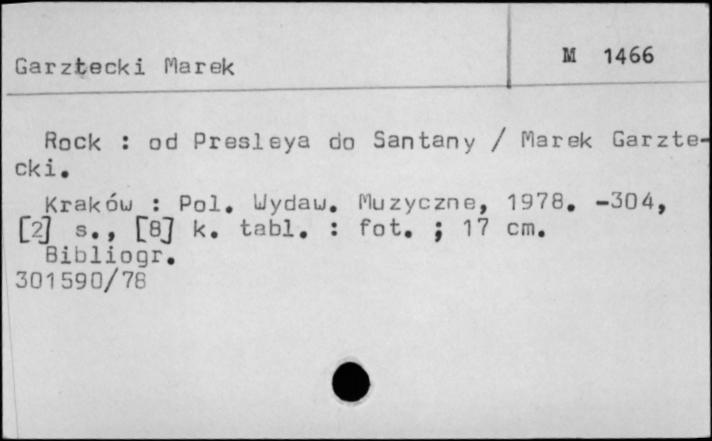 Garztecki Marek
M 1466
Rock : od Presleya do Santany / Marek Garzte-
cki.
Kraków : Pol. Wydaw. Muzyczne, 1978. -304,
[2] s., [8] k. tabl. : fot. ; 17 cm.
Bibliogr.
301590/78